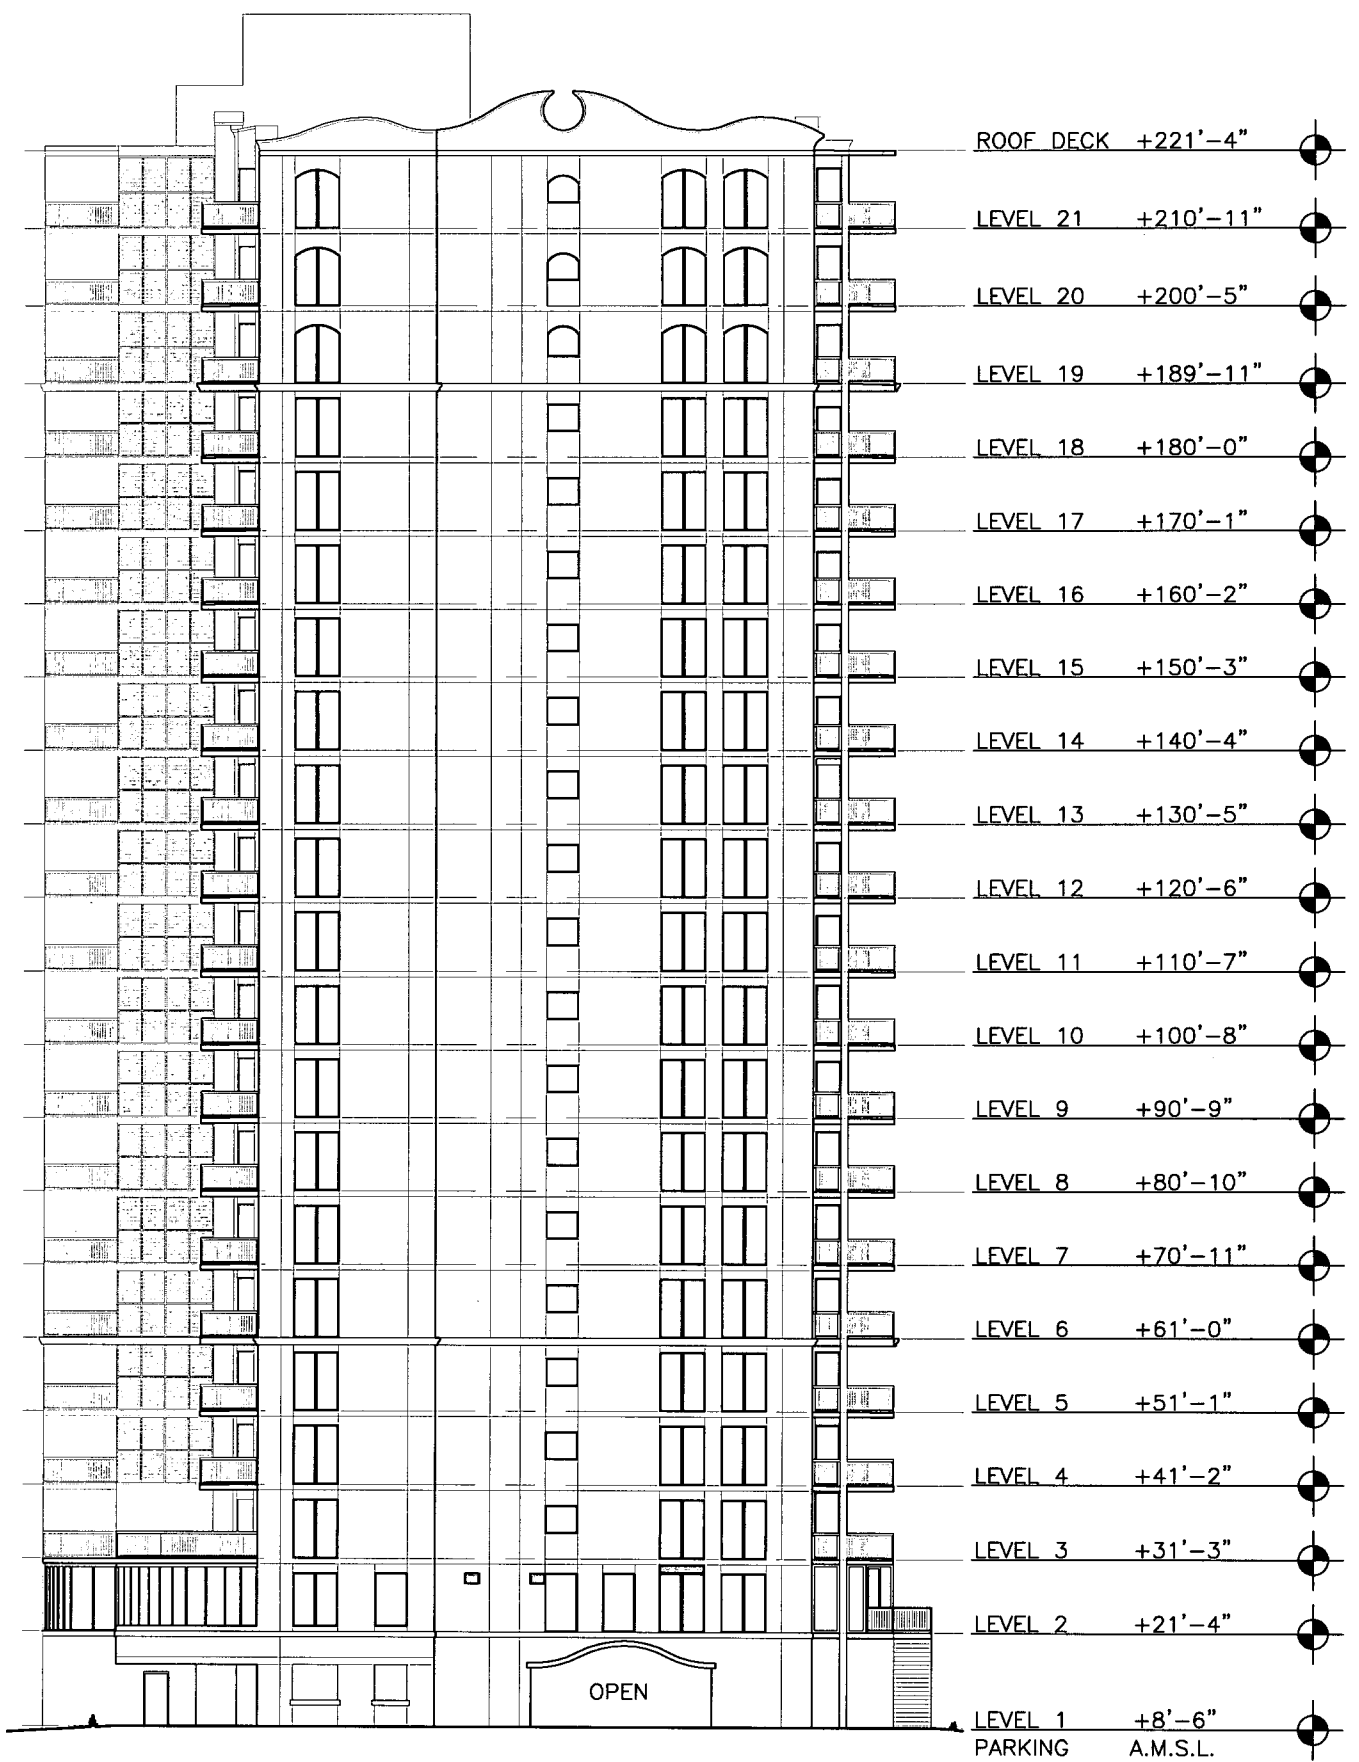 ROOF DECK +221'-4"
LEVEL 21 +210'-11"
LEVEL 20 +200'-5"
LEVEL 19 +189'-11"
LEVEL 18 +180'-0"
LEVEL 17 +170'-1"
LEVEL 16 +160'-2"
LEVEL 15 +150'-3"
LEVEL 14 +140'-4"
LEVEL 13 +130'-5"
LEVEL 12 +120'-6"
LEVEL 11 +110'-7"
LEVEL 10 +100'-8"
LEVEL 9 +90'-9"
LEVEL 8 +80'-10"
LEVEL 7 +70'-11"
LEVEL 6 +61'-0"
LEVEL 5 +51'-1"
LEVEL 4 +41'-2"
LEVEL 3 +31'-3"
LEVEL 2 +21'-4"
OPEN
LEVEL 1 +8'-6"
PARKING A.M.S.L.